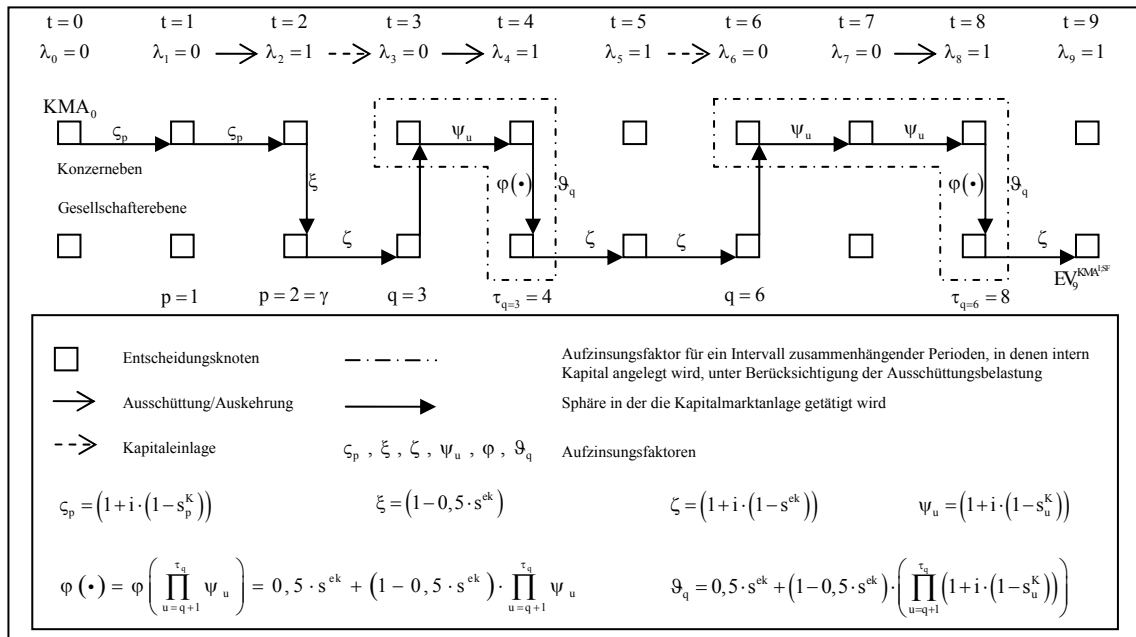 t = 0 t = 1 t = 2 t = 3 t = 4 t = 5 t = 6 t = 7 t = 8 t = 9
λ₀ = 0 λ₁ = 0 λ₂ = 1 λ₃ = 0 λ₄ = 1 λ₅ = 1 λ₆ = 0 λ₇ = 0 λ₈ = 1 λ₉ = 1
KMA₀
ς_p ς_p ψ_u ψ_u ψ_u
Konzerneben
ξ φ(•) ϑ_q φ(•) ϑ_q
Gesellschafterebene
ζ ζ ζ ζ
EV₉^{KMA^{I;SF}}
p = 1 p = 2 = γ q = 3 τ_{q=3} = 4 q = 6 τ_{q=6} = 8
Entscheidungsknoten
Aufzinsungsfaktor für ein Intervall zusammenhängender Perioden, in denen intern
Kapital angelegt wird, unter Berücksichtigung der Ausschüttungsbelastung
Ausschüttung/Auskehrung
Sphäre in der die Kapitalmarktanlage getätigt wird
Kapitaleinlage
ς_p , ξ , ζ , ψ_u , φ , ϑ_q
Aufzinsungsfaktoren
ς_p = (1 + i · (1 − s_p^K)) ξ = (1 − 0,5 · s^{ek}) ζ = (1 + i · (1 − s^{ek})) ψ_u = (1 + i · (1 − s_u^K))
φ(•) = φ(∏_{u=q+1}^{τ_q} ψ_u) = 0,5 · s^{ek} + (1 − 0,5 · s^{ek}) · ∏_{u=q+1}^{τ_q} ψ_u ϑ_q = 0,5 · s^{ek} + (1 − 0,5 · s^{ek}) · (∏_{u=q+1}^{τ_q} (1 + i · (1 − s_u^K)))